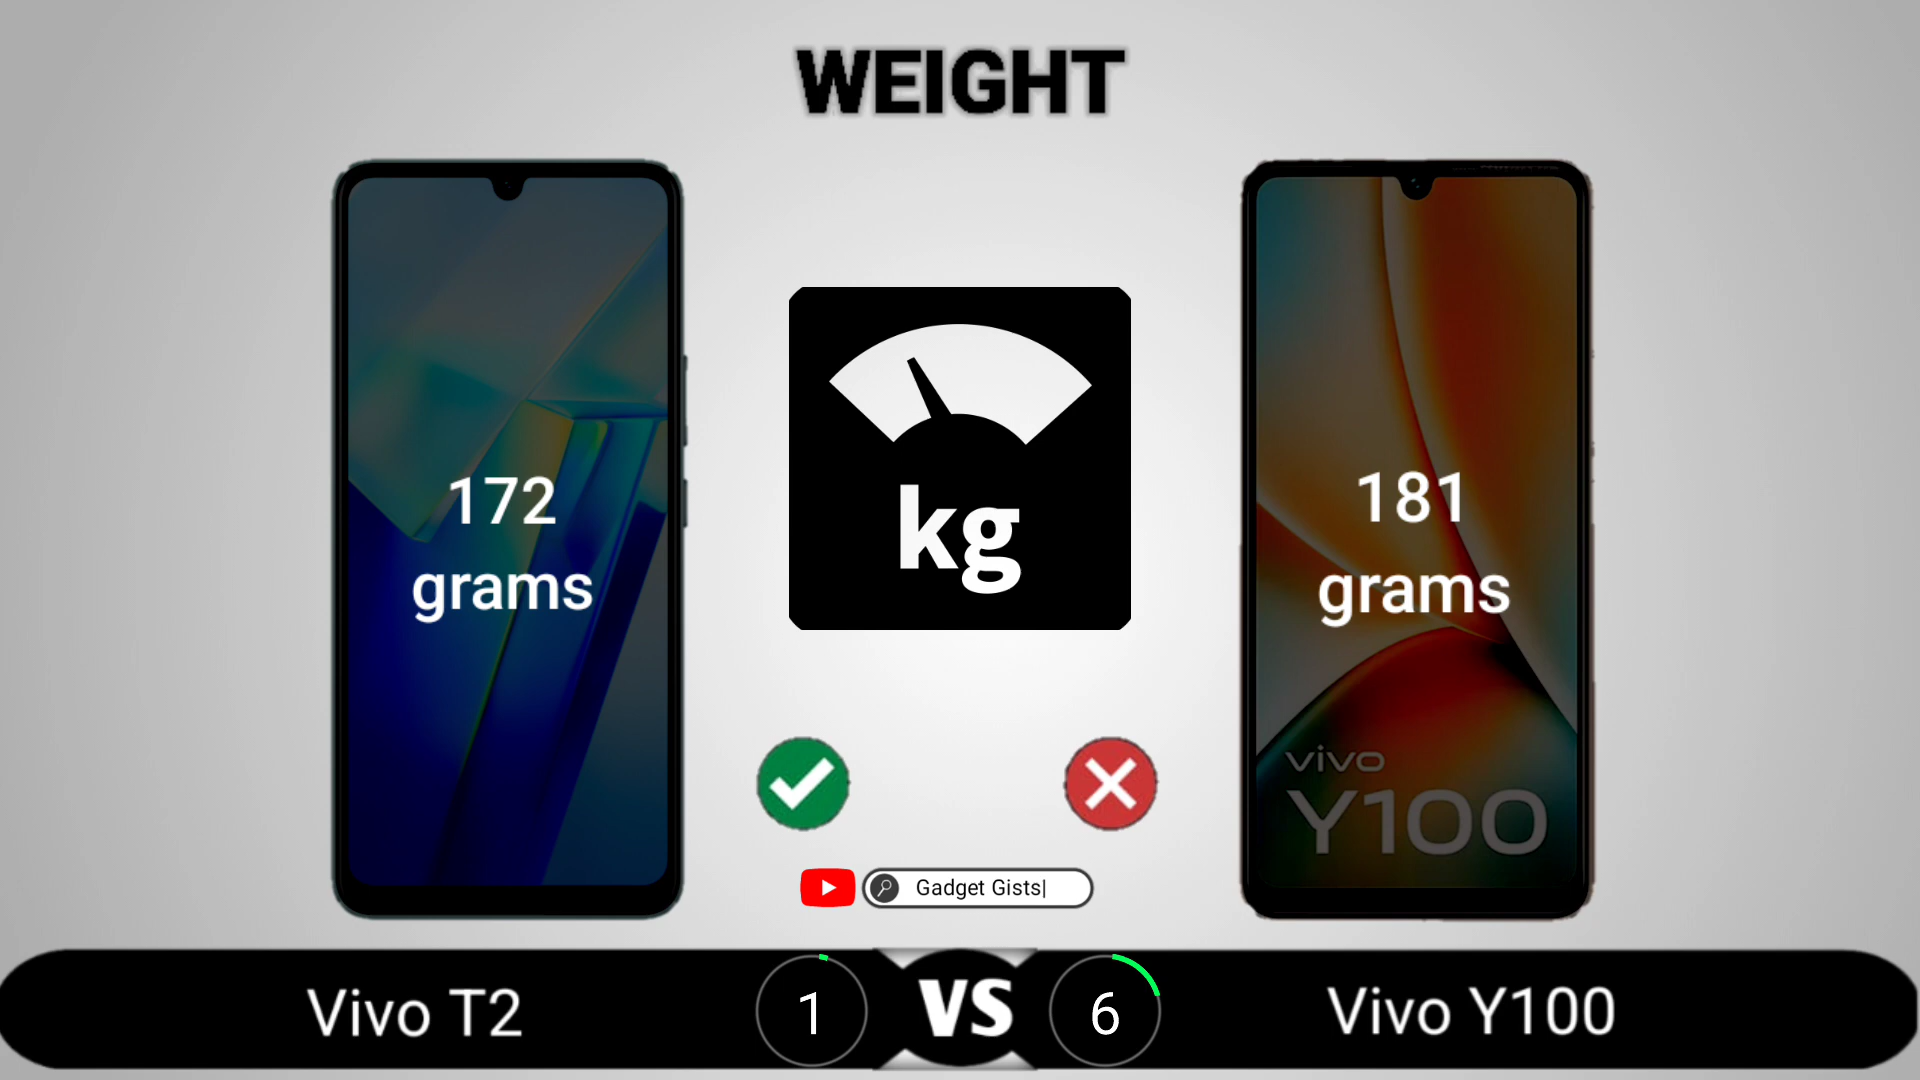 WEIGHT
172
grams
kg
181
grams
vivo
Y100
Gadget Gists|
Vivo T2
1
VS
6
Vivo Y100